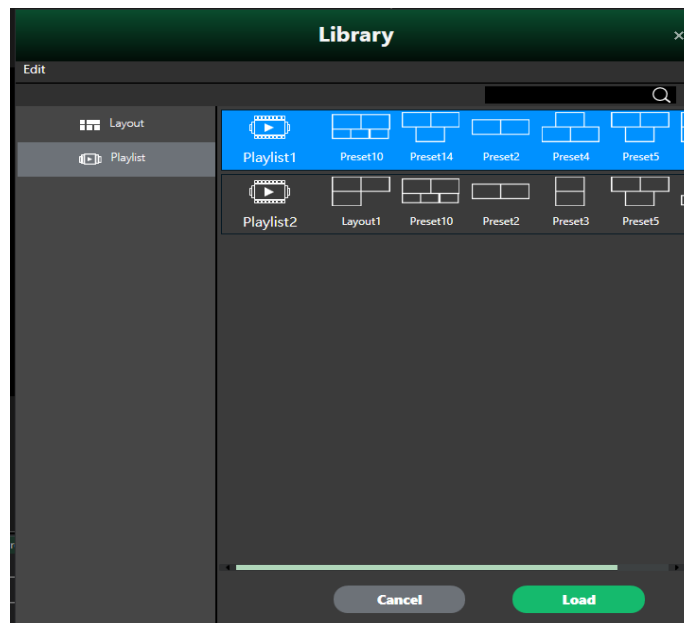 Library
×
Edit
Layout
Playlist
Playlist1 Preset10 Preset14 Preset2 Preset4 Preset5
Playlist2 Layout1 Preset10 Preset2 Preset3 Preset5
Cancel Load